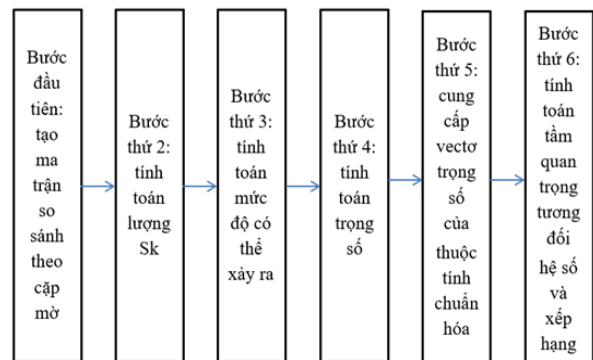 Bước
đầu
tiên:
tạo
ma
trận
so
sánh
theo
cặp
mờ
Bước
thứ 2:
tính
toán
lượng
Sk
Bước
thứ 3:
tính
toán
mức
độ có
thể
xảy ra
Bước
thứ 4:
tính
toán
trọng
số
Bước
thứ 5:
cung
cấp
vectơ
trọng
số
của
thuộc
tính
chuẩn
hóa
Bước
thứ 6:
tính
toán
tầm
quan
trọng
tương
đối
hệ số
và
xếp
hạng